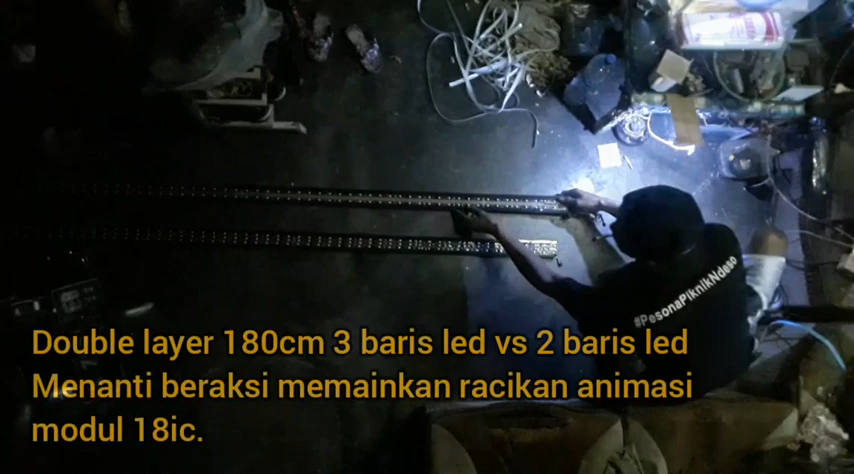 #PesonaPiknikNdeso
Double layer 180cm 3 baris led vs 2 baris led
Menanti beraksi memainkan racikan animasi
modul 18ic.